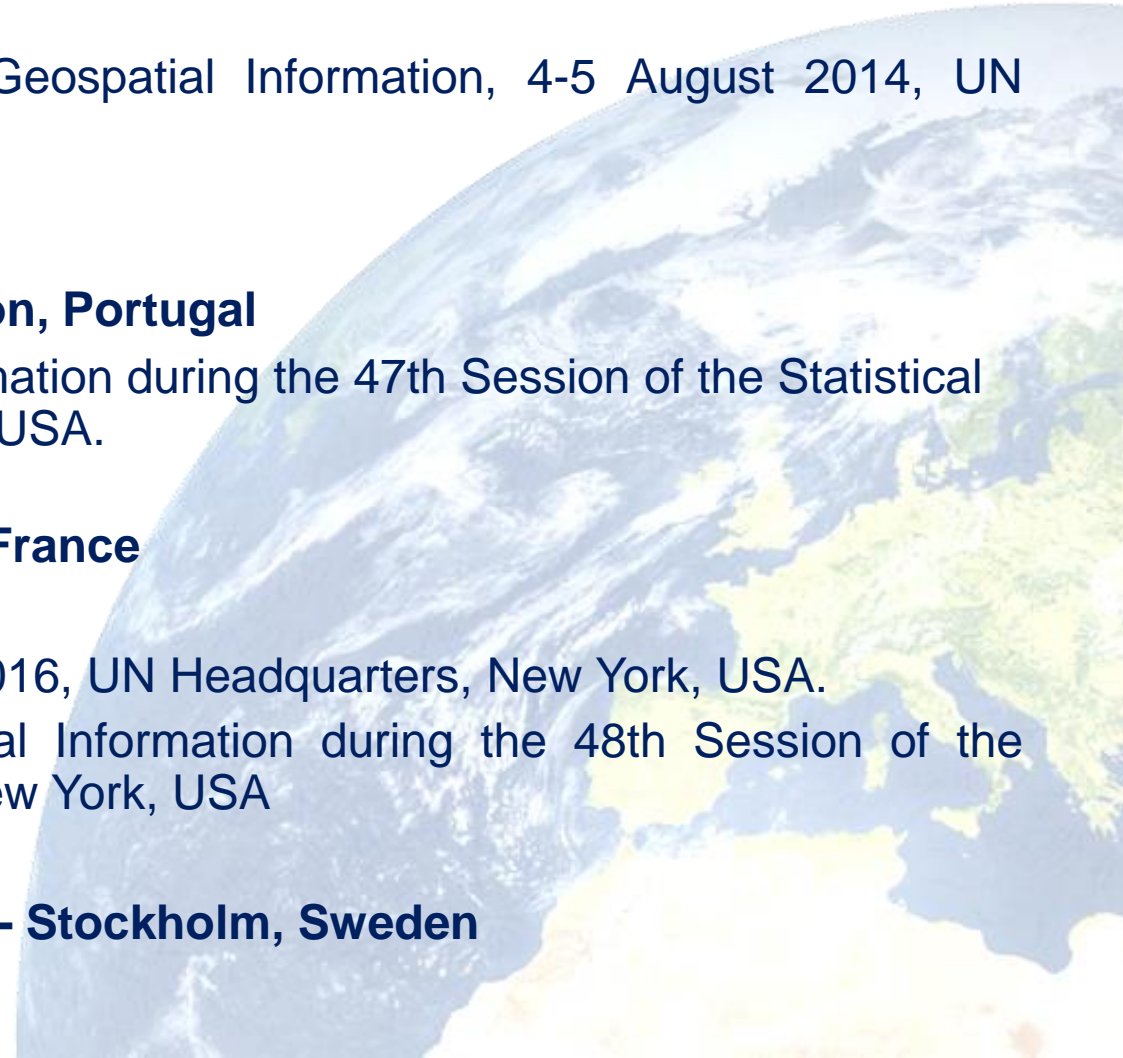 Geospatial Information, 4-5 August 2014, UN
on, Portugal
nation during the 47th Session of the Statistical
USA.
France
016, UN Headquarters, New York, USA.
al Information during the 48th Session of the
ew York, USA
- Stockholm, Sweden